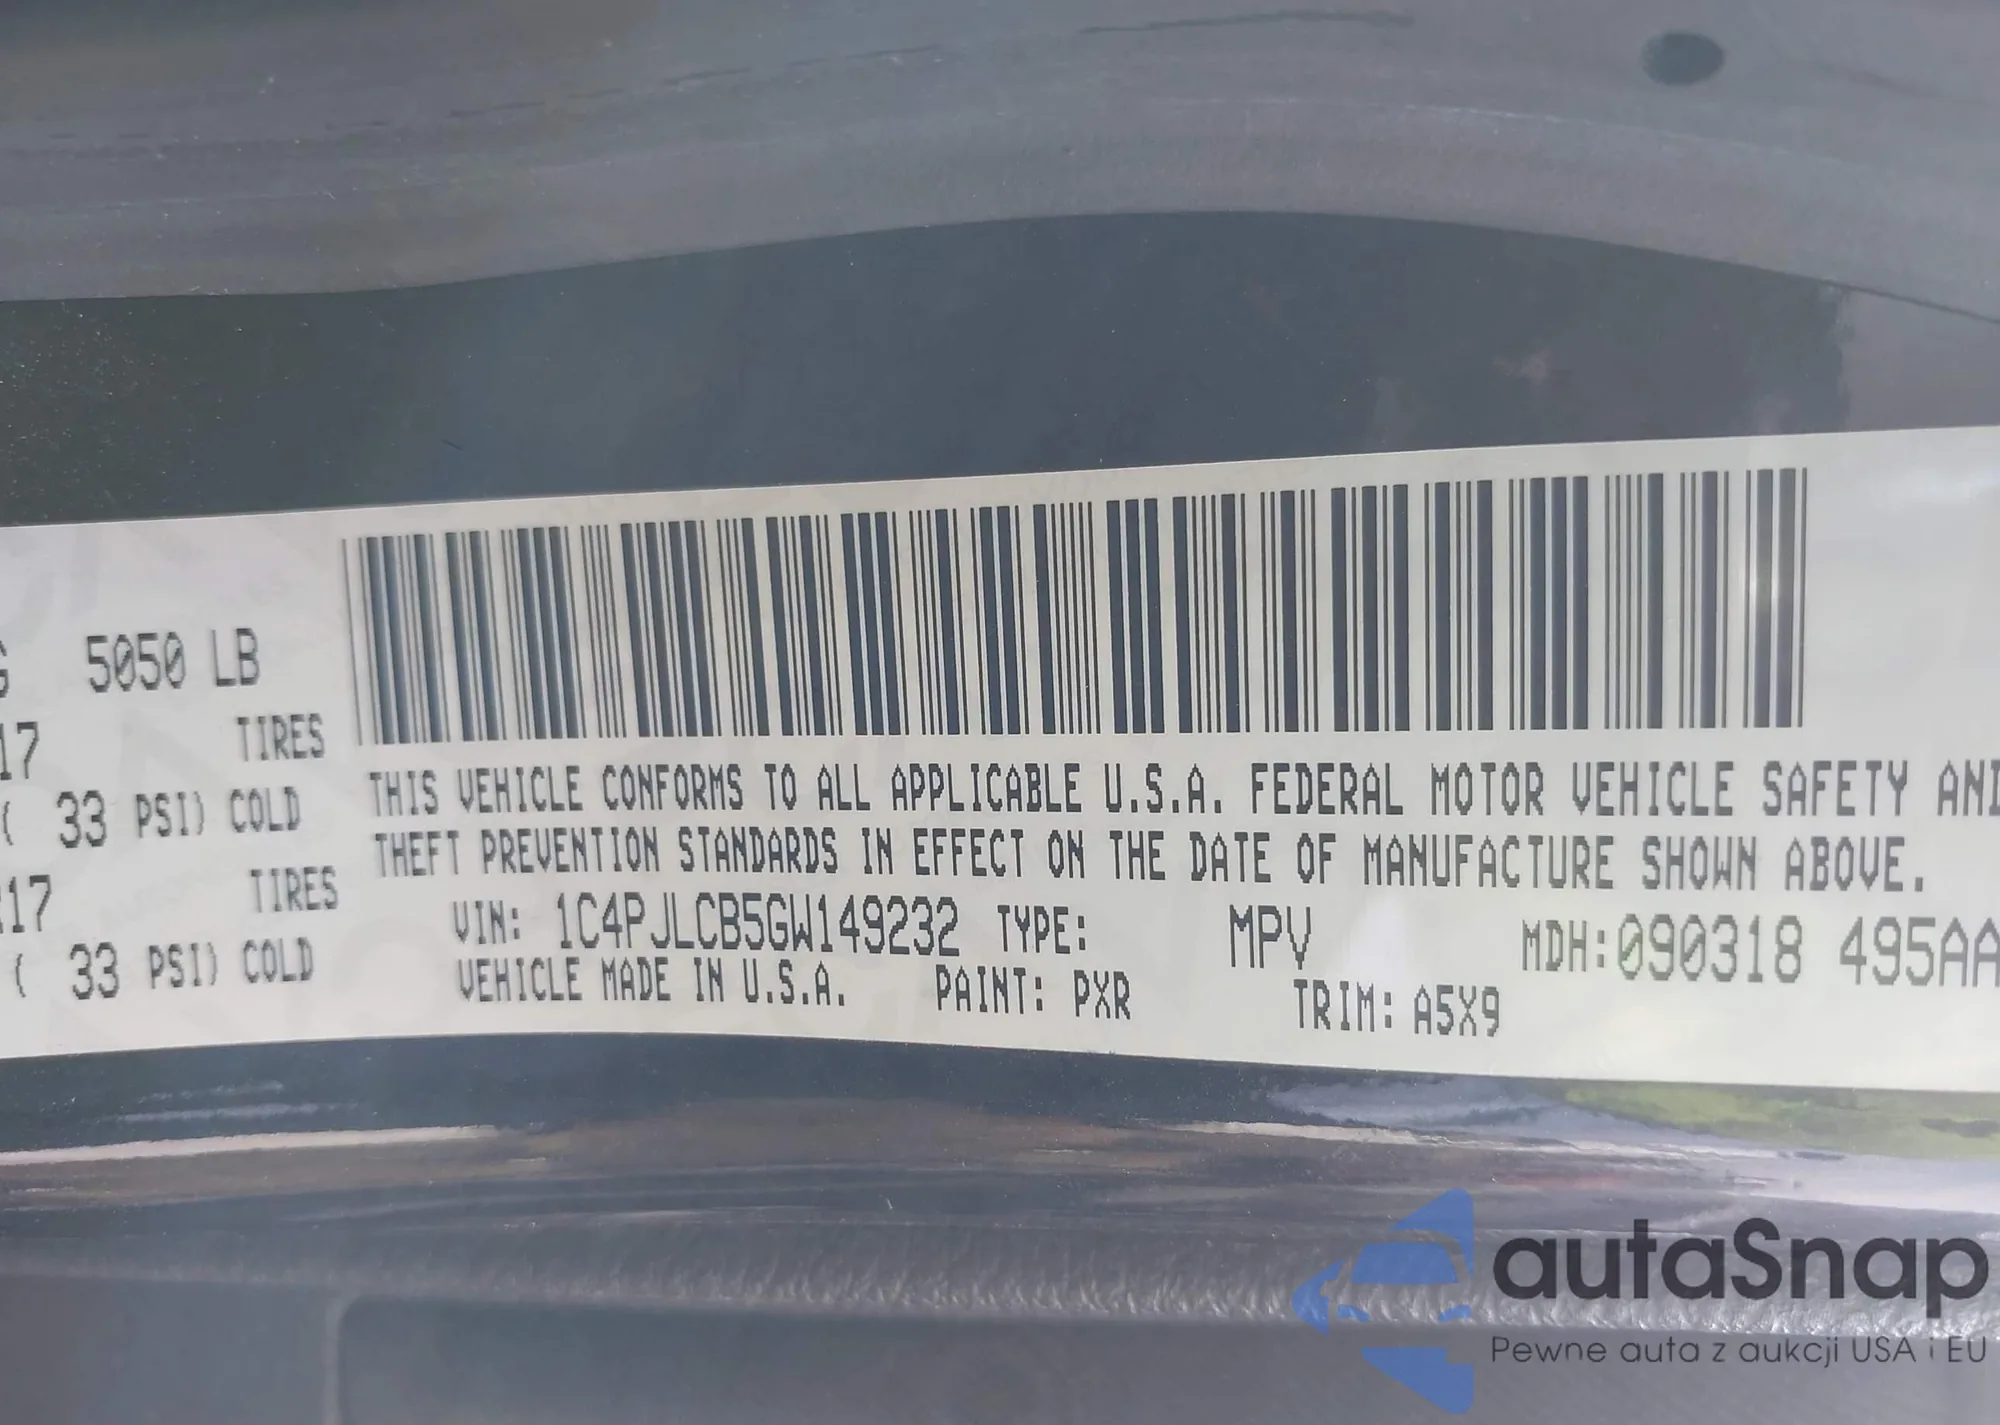 G 5050 LB
17 TIRES
( 33 PSI) COLD
17 TIRES
( 33 PSI) COLD
THIS VEHICLE CONFORMS TO ALL APPLICABLE U.S.A. FEDERAL MOTOR VEHICLE SAFETY AND
THEFT PREVENTION STANDARDS IN EFFECT ON THE DATE OF MANUFACTURE SHOWN ABOVE.
VIN: 1C4PJLCB5GW149232 TYPE: MPV MDH:090318 495AA
VEHICLE MADE IN U.S.A. PAINT: PXR TRIM: A5X9
autaSnap
Pewne auta z aukcji USA i EU